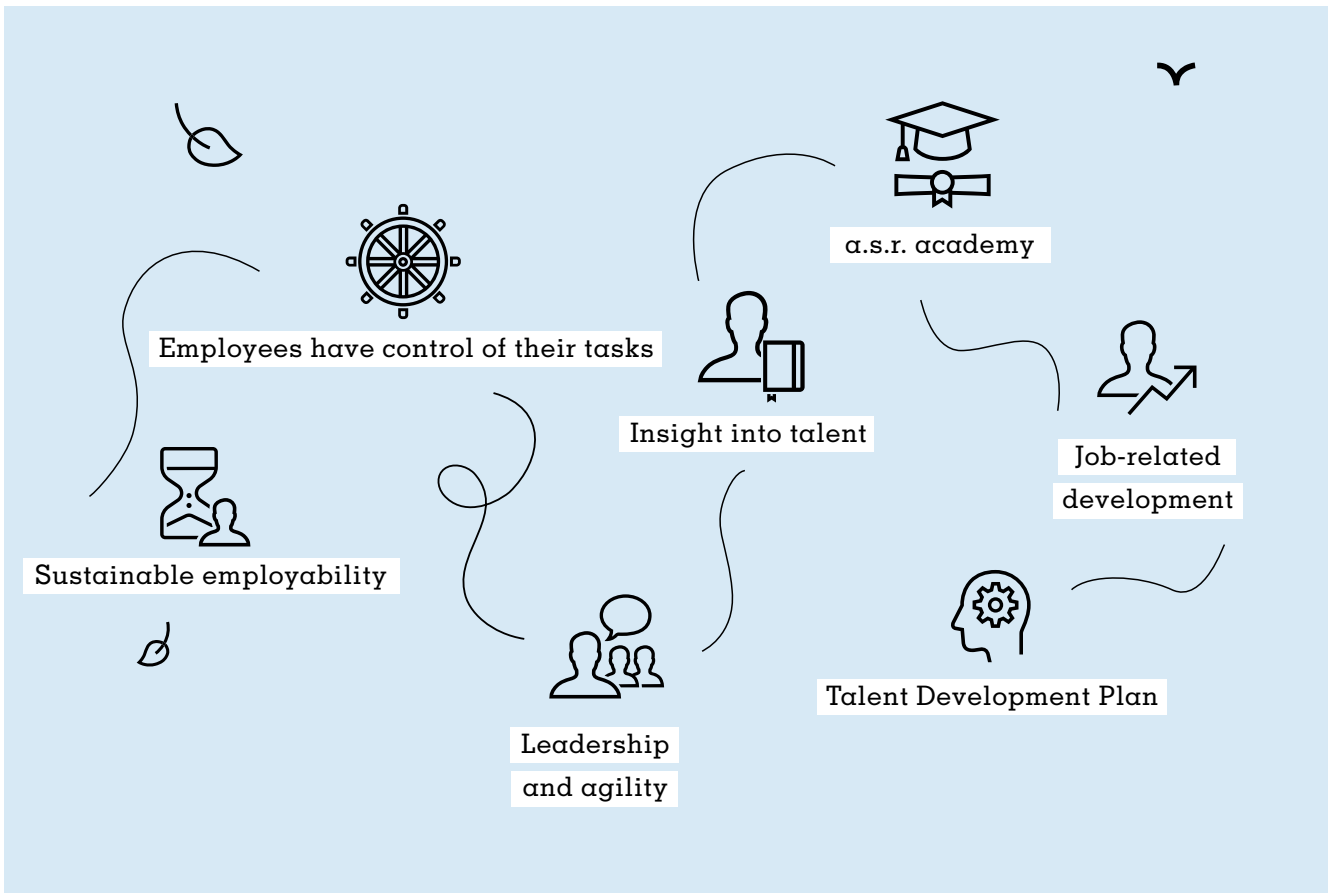 a.s.r. academy
Employees have control of their tasks
Insight into talent
Job-related
development
Sustainable employability
Talent Development Plan
Leadership
and agility